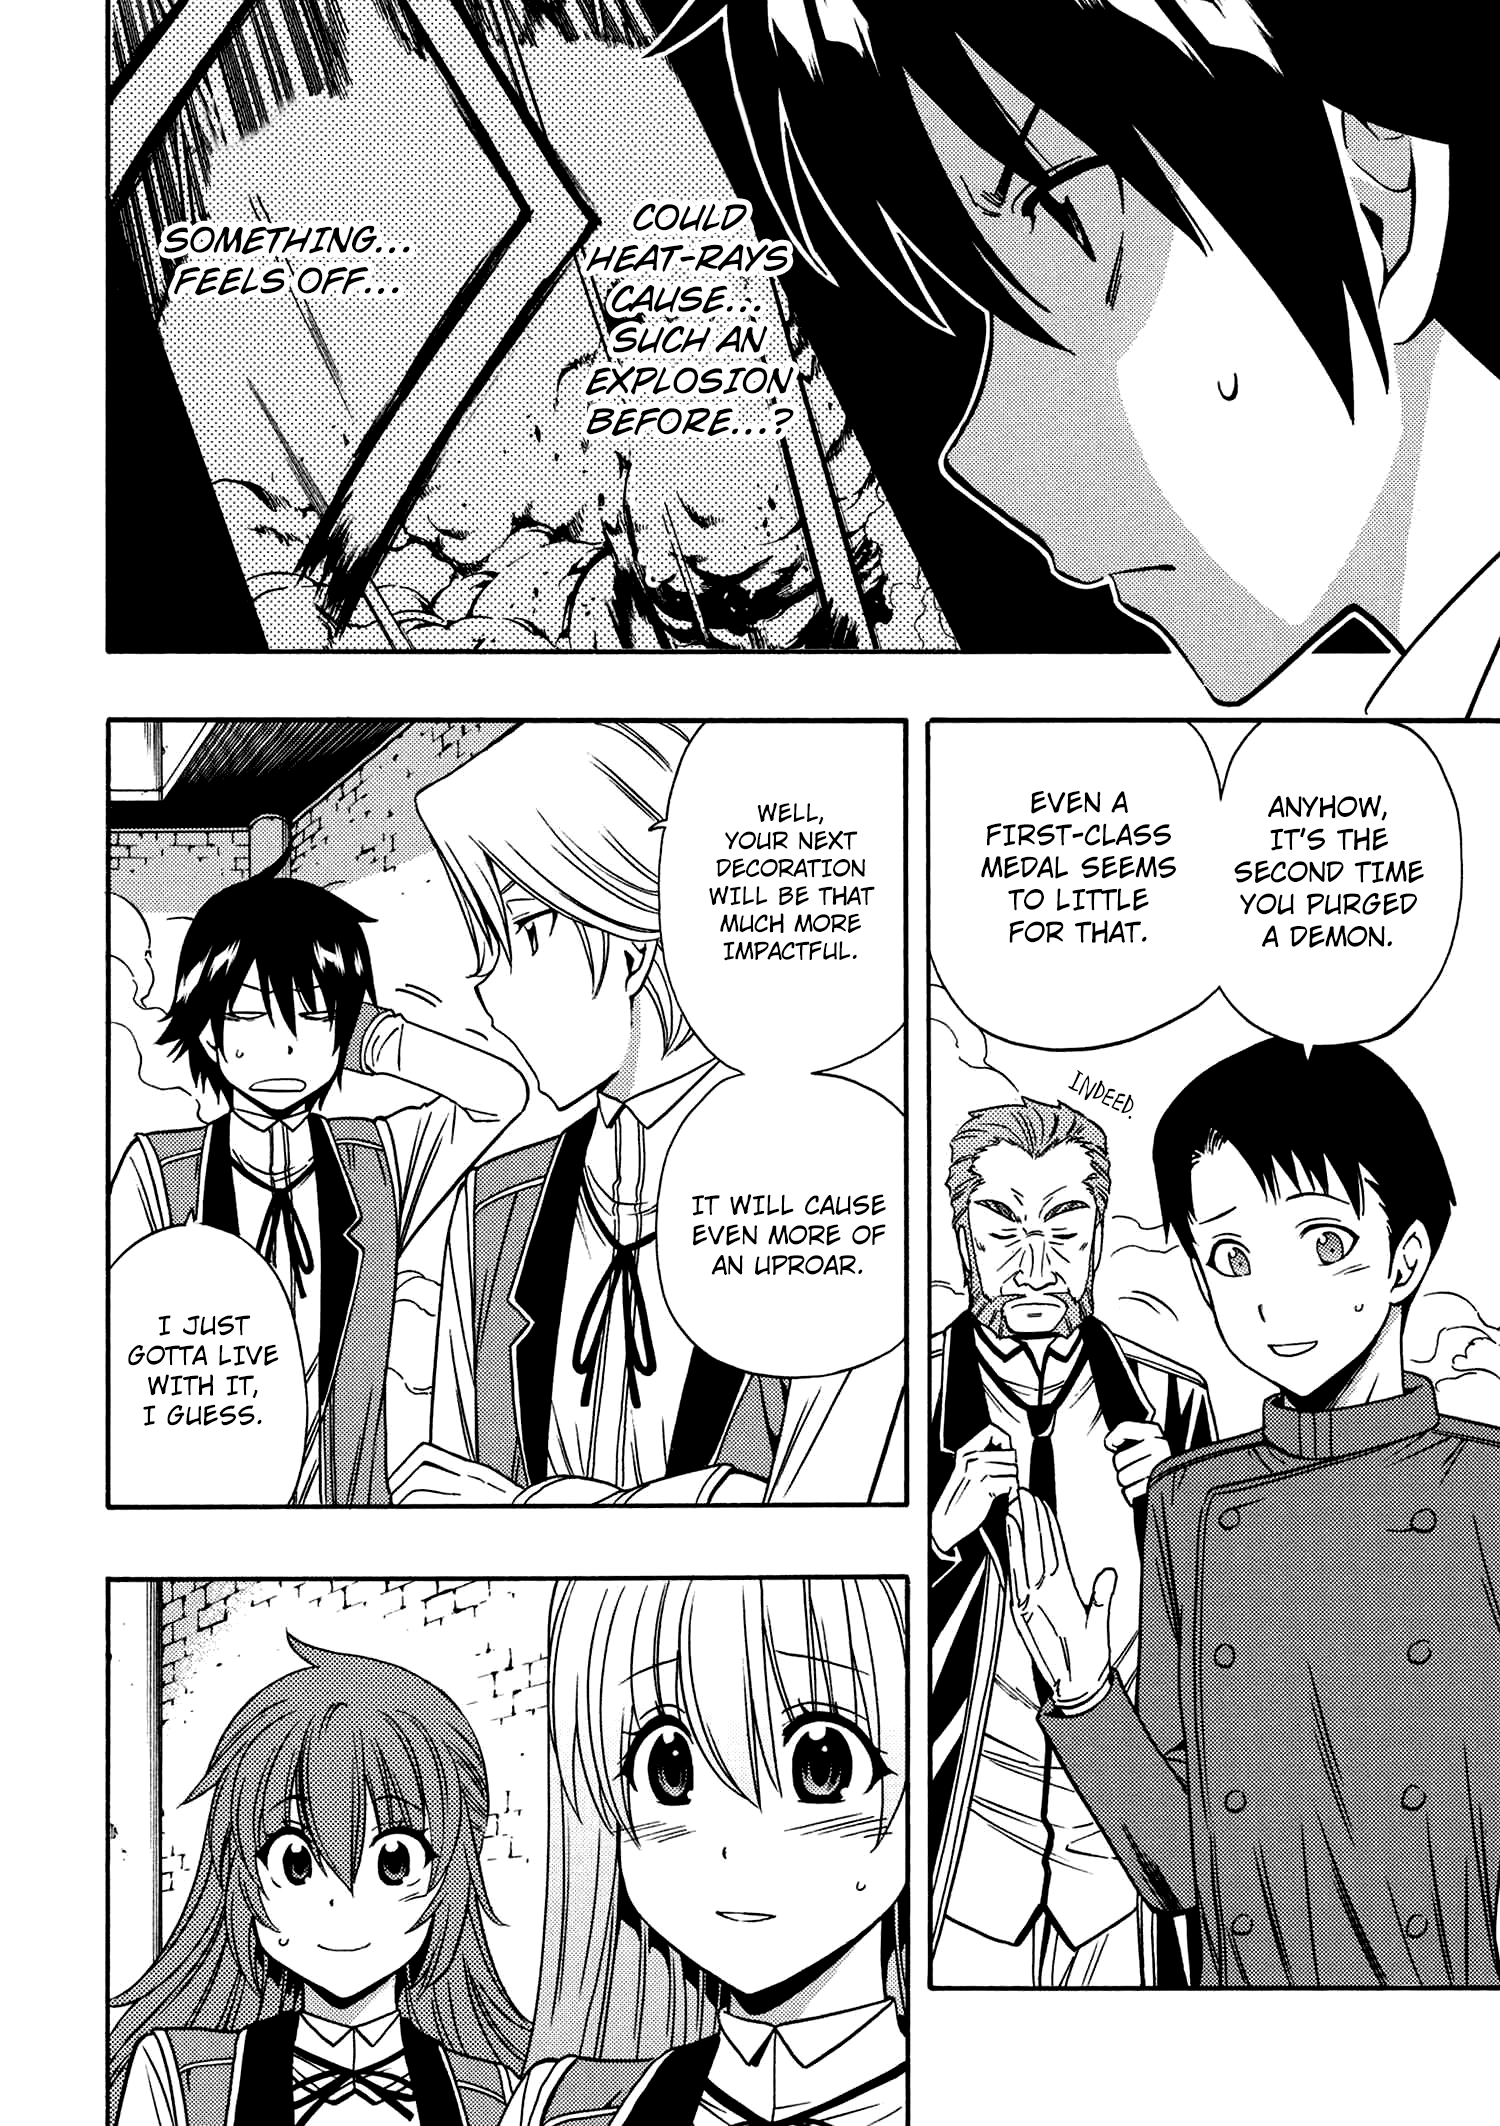 COULD
HEAT-RAYS
CAUSE...
SUCH AN
EXPLOSION
BEFORE...?
SOMETHING...
FEELS OFF...
ANYHOW,
IT'S THE
SECOND TIME
YOU PURGED
A DEMON.
EVEN A
FIRST-CLASS
MEDAL SEEMS
TO LITTLE
FOR THAT.
INDEED.
WELL,
YOUR NEXT
DECORATION
WILL BE THAT
MUCH MORE
IMPACTFUL.
IT WILL CAUSE
EVEN MORE OF
AN UPROAR.
I JUST
GOTTA LIVE
WITH IT,
I GUESS.